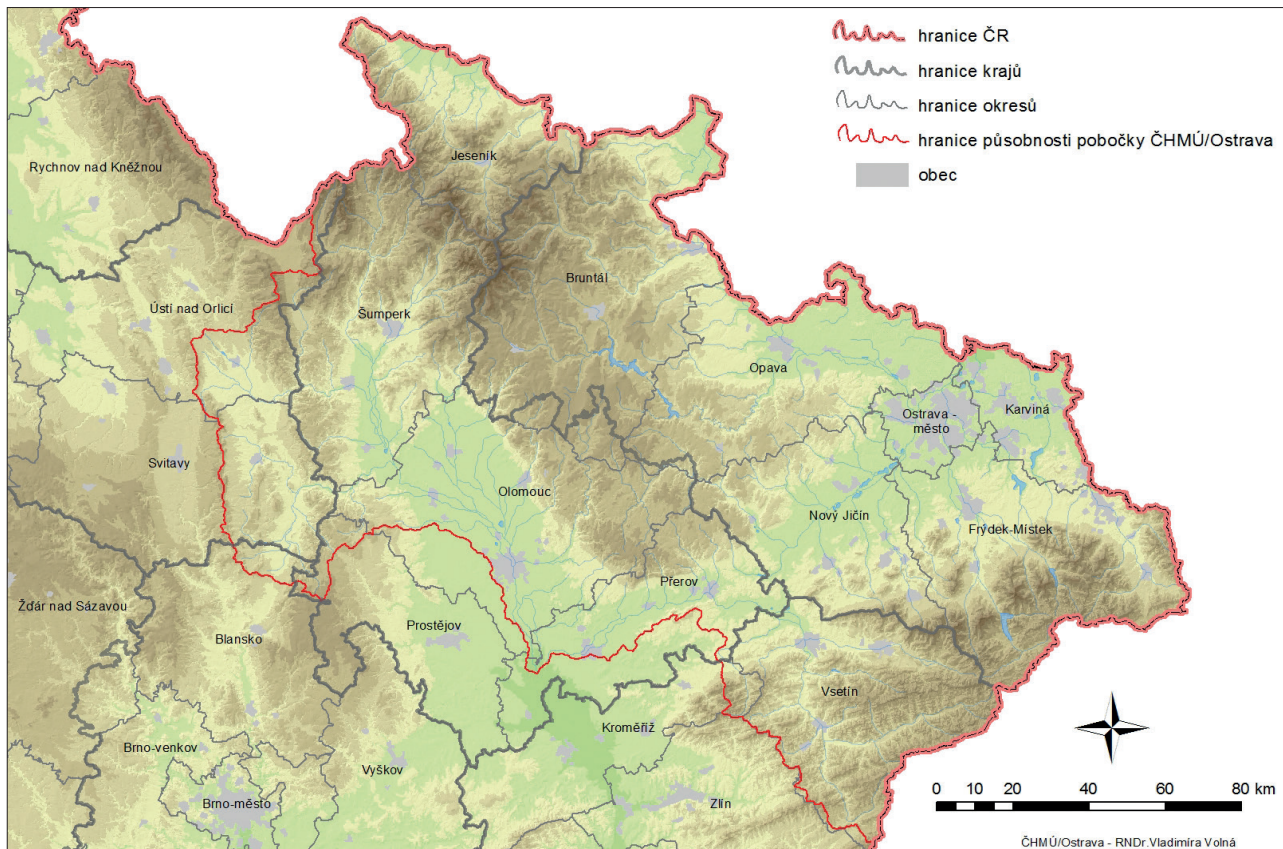 hranice ČR
hranice krajů
hranice okresů
hranice působnosti pobočky ČHMÚ/Ostrava
obec
Rychnov nad Kněžnou
Jeseník
Ústí nad Orlicí
Šumperk
Bruntál
Opava
Ostrava -
město
Karviná
Svitavy
Olomouc
Nový Jičín
Frýdek-Místek
Přerov
Žďár nad Sázavou
Blansko
Prostějov
Vsetín
Kroměříž
Brno-venkov
Vyškov
Brno-město
Zlín
0 10 20 40 60 80 km
ČHMÚ/Ostrava - RNDr.Vladimíra Volná